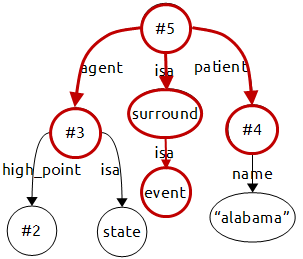 #5
agent
isa
patient
surround
#3
#4
high_point
isa
isa
name
event
#2
state
“alabama”